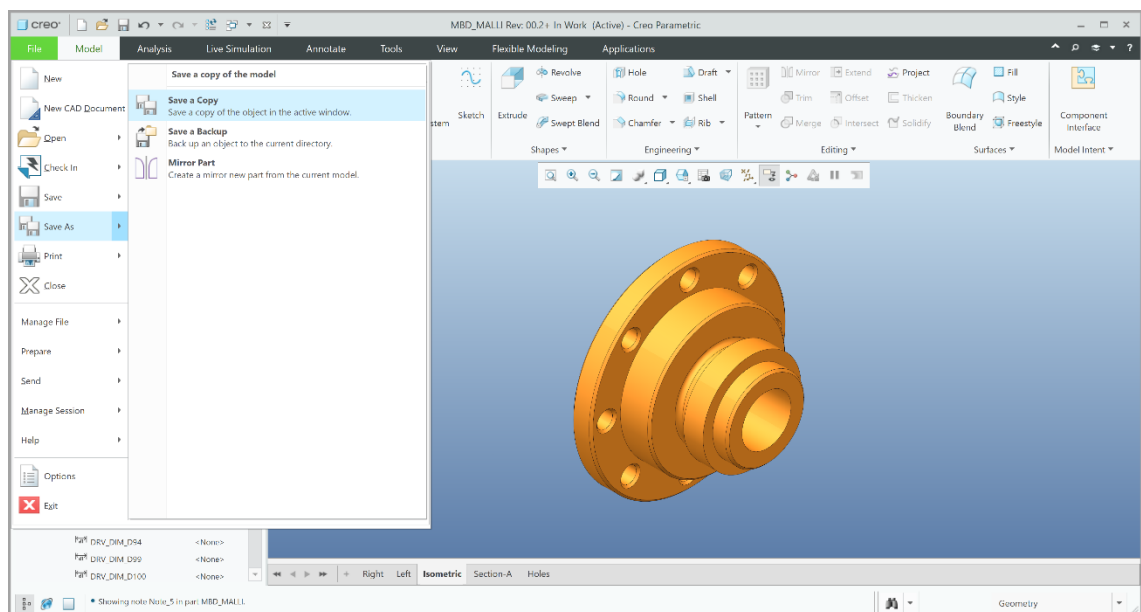 creo·
MBD_MALLI Rev: 00.2+ In Work (Active) - Creo Parametric
File Model Analysis Live Simulation Annotate Tools View Flexible Modeling Applications
New
New CAD Document
Open
Check In
Save
Save As
Print
Close
Manage File
Prepare
Send
Manage Session
Help
Options
Exit
Save a copy of the model
Save a Copy
Save a copy of the object in the active window.
Save a Backup
Back up an object to the current directory.
Mirror Part
Create a mirror new part from the current model.
stem
Sketch
Extrude
Revolve
Sweep
Swept Blend
Shapes
Hole
Draft
Round
Shell
Chamfer
Rib
Engineering
Pattern
Mirror
Extend
Project
Trim
Offset
Thicken
Merge
Intersect
Solidify
Editing
Boundary
Blend
Fill
Style
Freestyle
Surfaces
Component
Interface
Model Intent
DRV_DIM_D94 <None>
DRV_DIM_D99 <None>
DRV_DIM_D100 <None>
Right Left Isometric Section-A Holes
• Showing note Note_5 in part MBD_MALLI.
Geometry